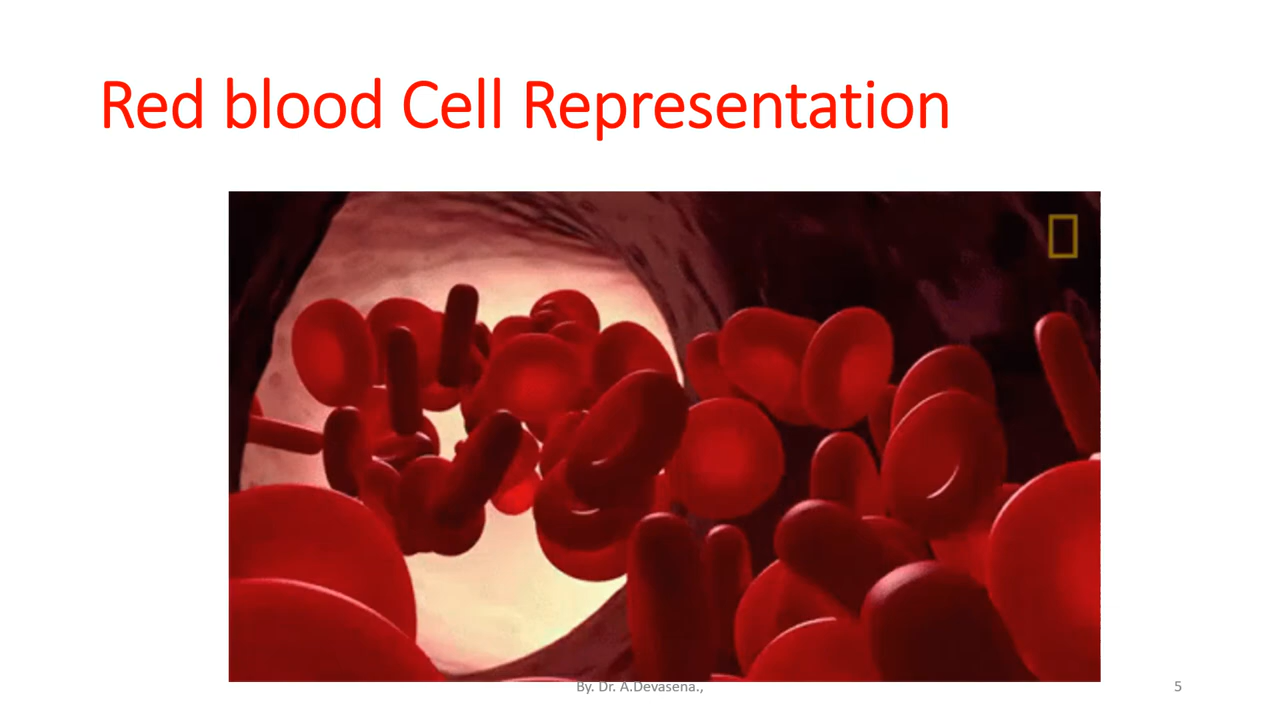 Red blood Cell Representation
By. Dr. A.Devasena.,
5